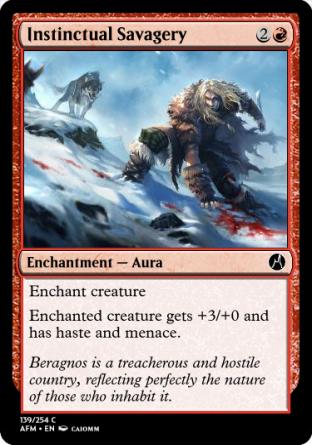 Instinctual Savagery 2
Enchantment — Aura
Enchant creature
Enchanted creature gets +3/+0 and
has haste and menace.
Beragnos is a treacherous and hostile
country, reflecting perfectly the nature
of those who inhabit it.
139/254 C
AFM • EN CAIOMM